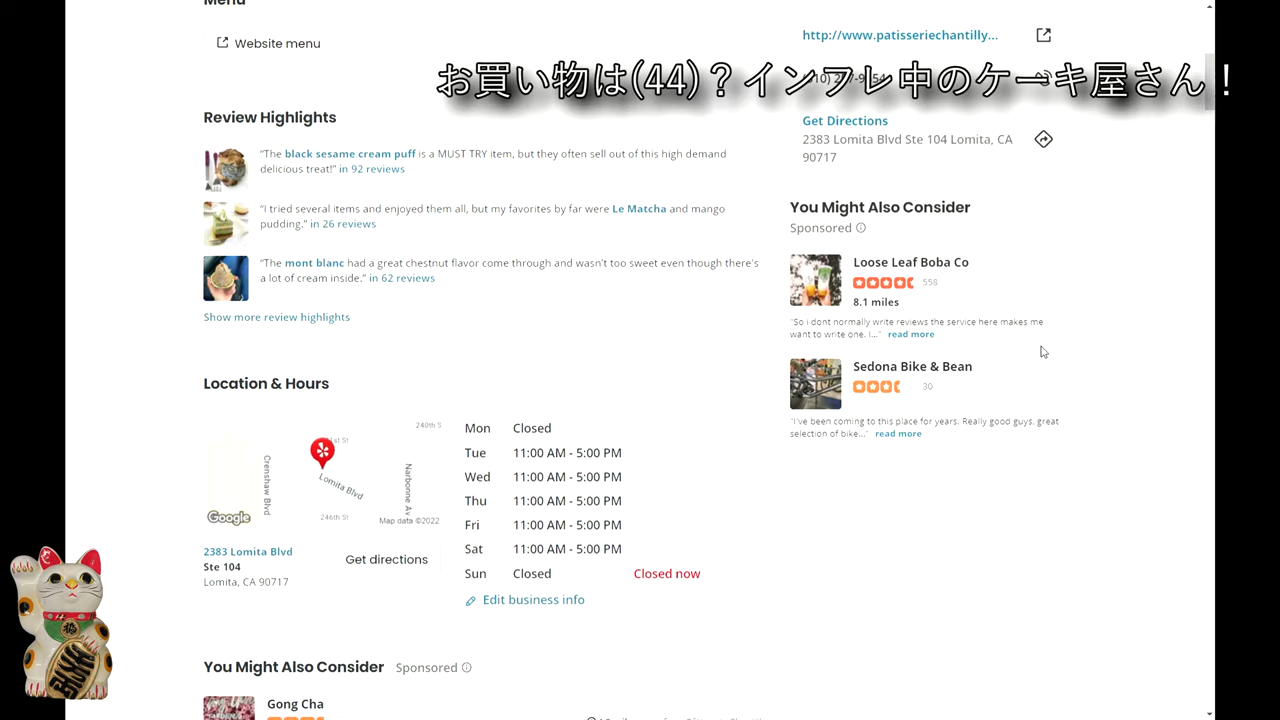 Menu
Website menu
http://www.patisseriechantilly...
お買い物は(44)？インフレ中のケーキ屋さん！
Get Directions
2383 Lomita Blvd Ste 104 Lomita, CA
90717
Review Highlights
“The black sesame cream puff is a MUST TRY item, but they often sell out of this high demand
delicious treat!” in 92 reviews
“I tried several items and enjoyed them all, but my favorites by far were Le Matcha and mango
pudding.” in 26 reviews
“The mont blanc had a great chestnut flavor come through and wasn't too sweet even though there's
a lot of cream inside.” in 62 reviews
Show more review highlights
You Might Also Consider
Sponsored
Loose Leaf Boba Co
558
8.1 miles
"So i dont normally write reviews the service here makes me
want to write one. I..." read more
Sedona Bike & Bean
30
"I've been coming to this place for years. Really good guys. great
selection of bike..." read more
Location & Hours
240th S
1st St
Crenshaw Blvd
Lomita Blvd
Narbonne Av
246th St
Google
Map data ©2022
2383 Lomita Blvd
Ste 104
Lomita, CA 90717
Get directions
Mon Closed
Tue 11:00 AM - 5:00 PM
Wed 11:00 AM - 5:00 PM
Thu 11:00 AM - 5:00 PM
Fri 11:00 AM - 5:00 PM
Sat 11:00 AM - 5:00 PM
Sun Closed Closed now
Edit business info
You Might Also Consider Sponsored
Gong Cha